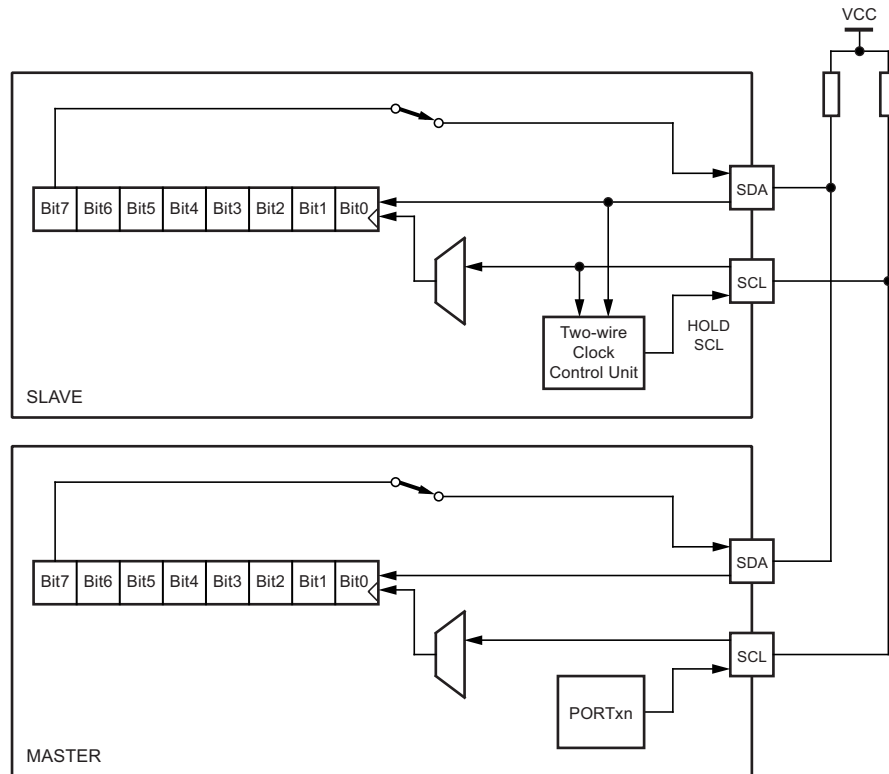 VCC
Bit7 Bit6 Bit5 Bit4 Bit3 Bit2 Bit1 Bit0
SDA
SCL
Two-wire
Clock
Control Unit
HOLD
SCL
SLAVE
Bit7 Bit6 Bit5 Bit4 Bit3 Bit2 Bit1 Bit0
SDA
SCL
PORTxn
MASTER